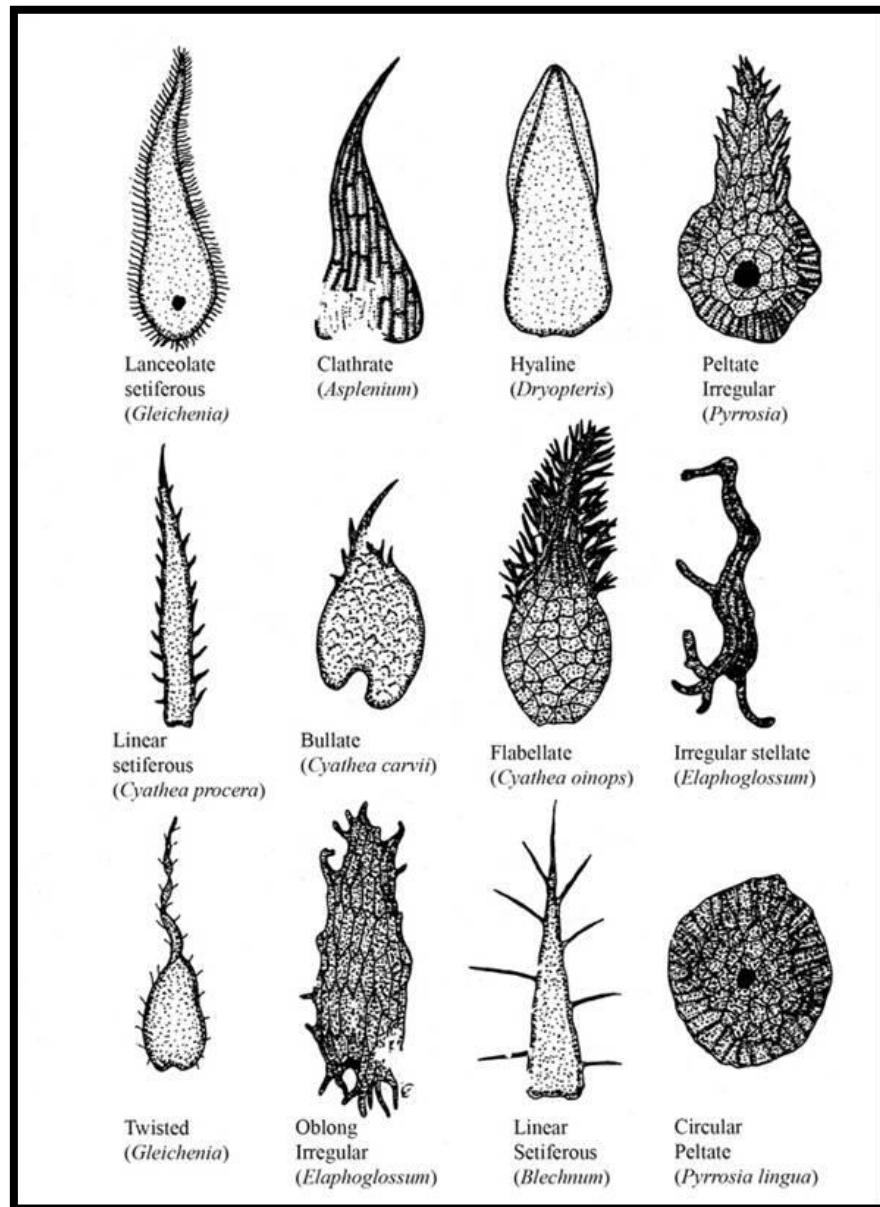 Lanceolate
setiferous
(Gleichenia)
Clathrate
(Asplenium)
Hyaline
(Dryopteris)
Peltate
Irregular
(Pyrrosia)
Linear
setiferous
(Cyathea procera)
Bullate
(Cyathea carvii)
Flabellate
(Cyathea oinops)
Irregular stellate
(Elaphoglossum)
Twisted
(Gleichenia)
Oblong
Irregular
(Elaphoglossum)
Linear
Setiferous
(Blechnum)
Circular
Peltate
(Pyrrosia lingua)